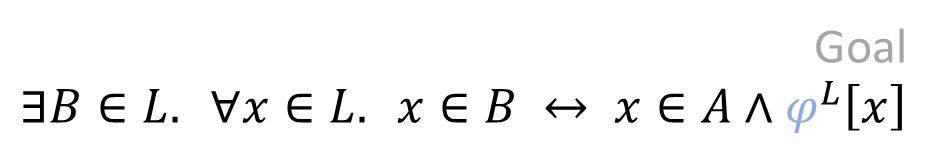 Goal
∃B ∈ L. ∀x ∈ L. x ∈ B ↔ x ∈ A ∧ φ^L[x]